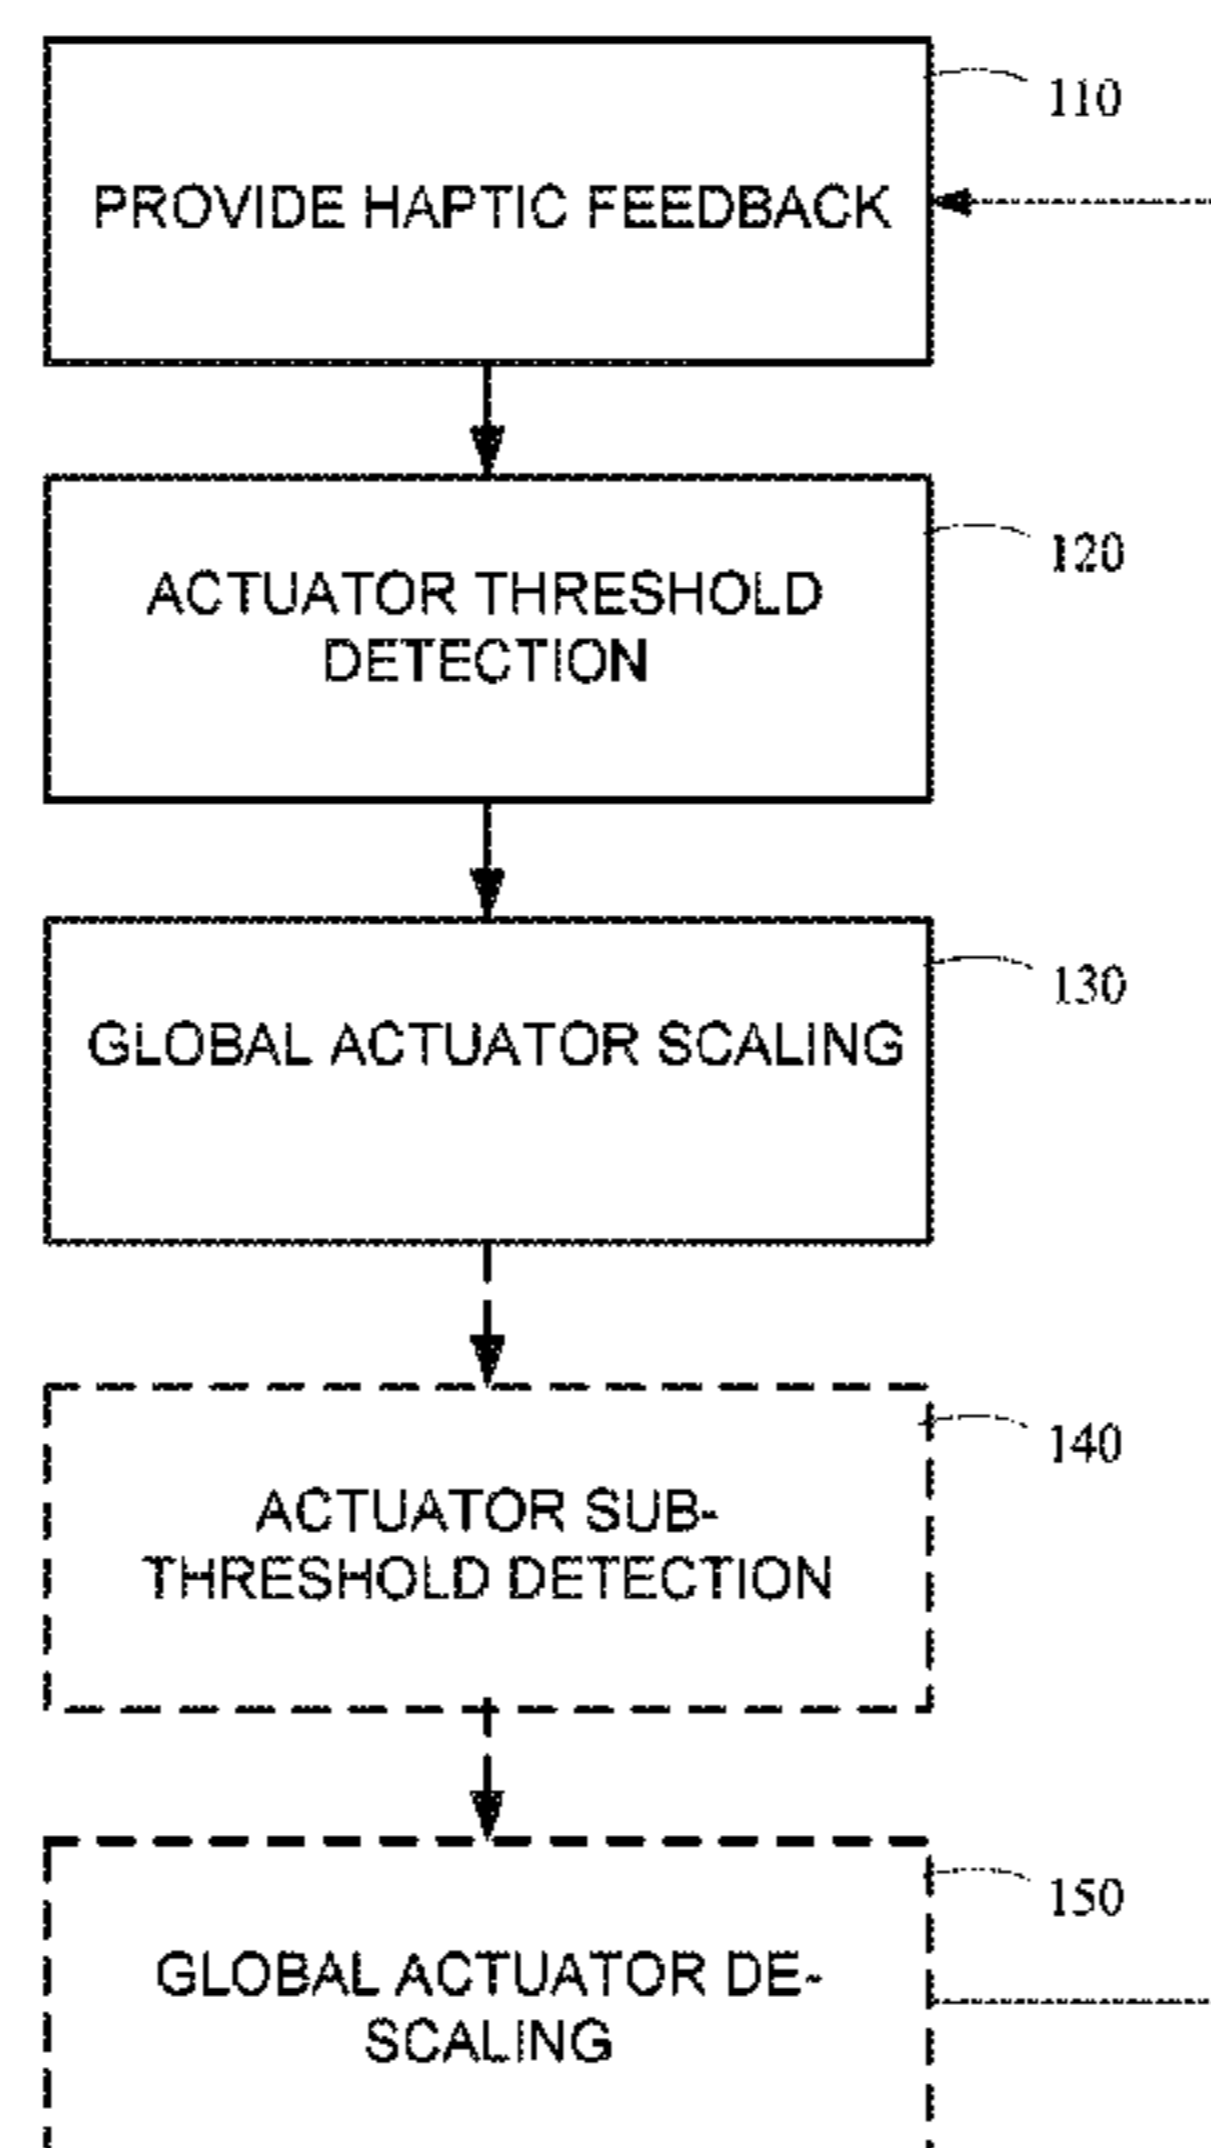 110
PROVIDE HAPTIC FEEDBACK
120
ACTUATOR THRESHOLD
DETECTION
130
GLOBAL ACTUATOR SCALING
140
ACTUATOR SUB-
THRESHOLD DETECTION
150
GLOBAL ACTUATOR DE-
SCALING